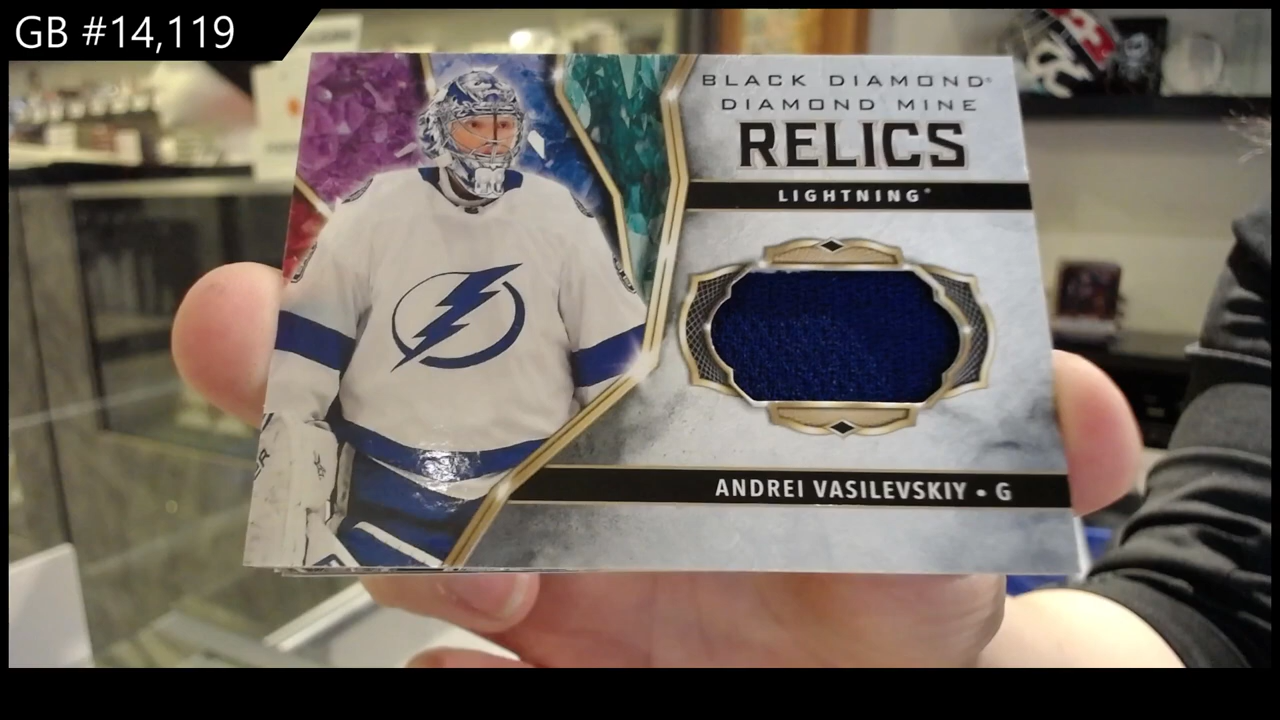 GB #14,119
BLACK DIAMOND®
DIAMOND MINE
RELICS
LIGHTNING®
ANDREI VASILEVSKIY • G